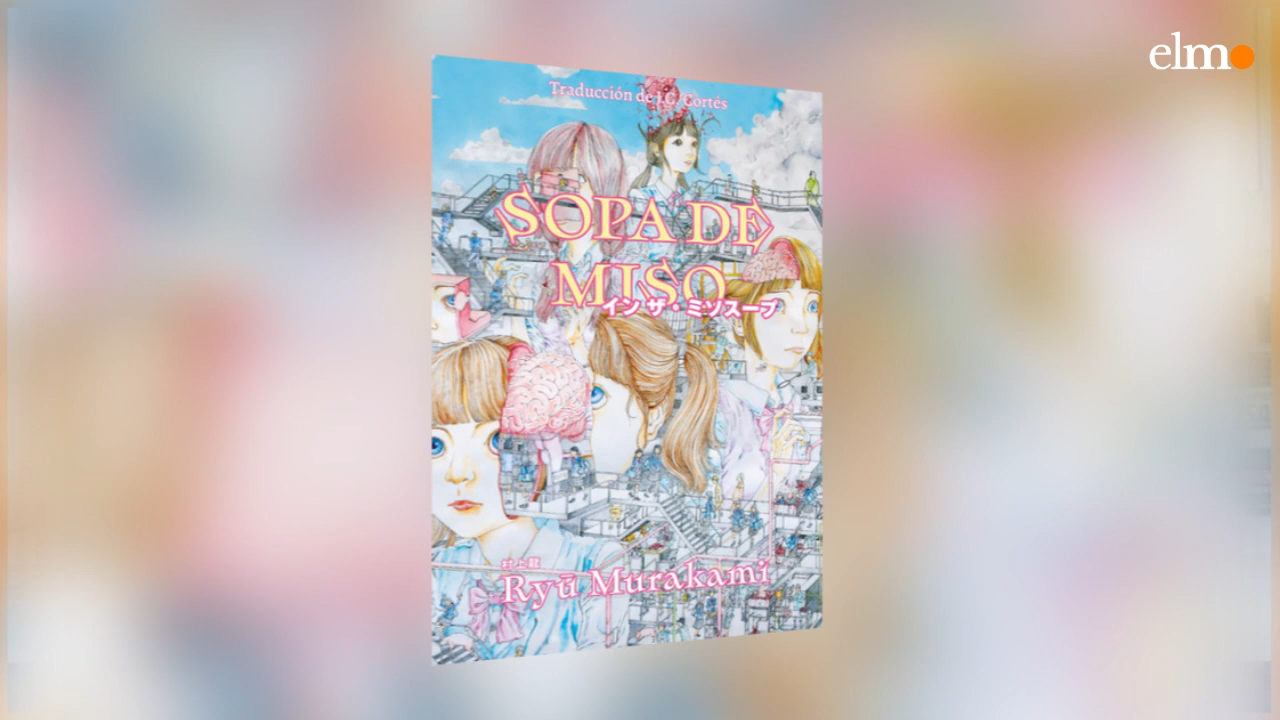 elmo
Traducción de J.C. Cortés
SOPA DE
MISO
イン ザ・ミソスープ
村上龍
Ryū Murakami